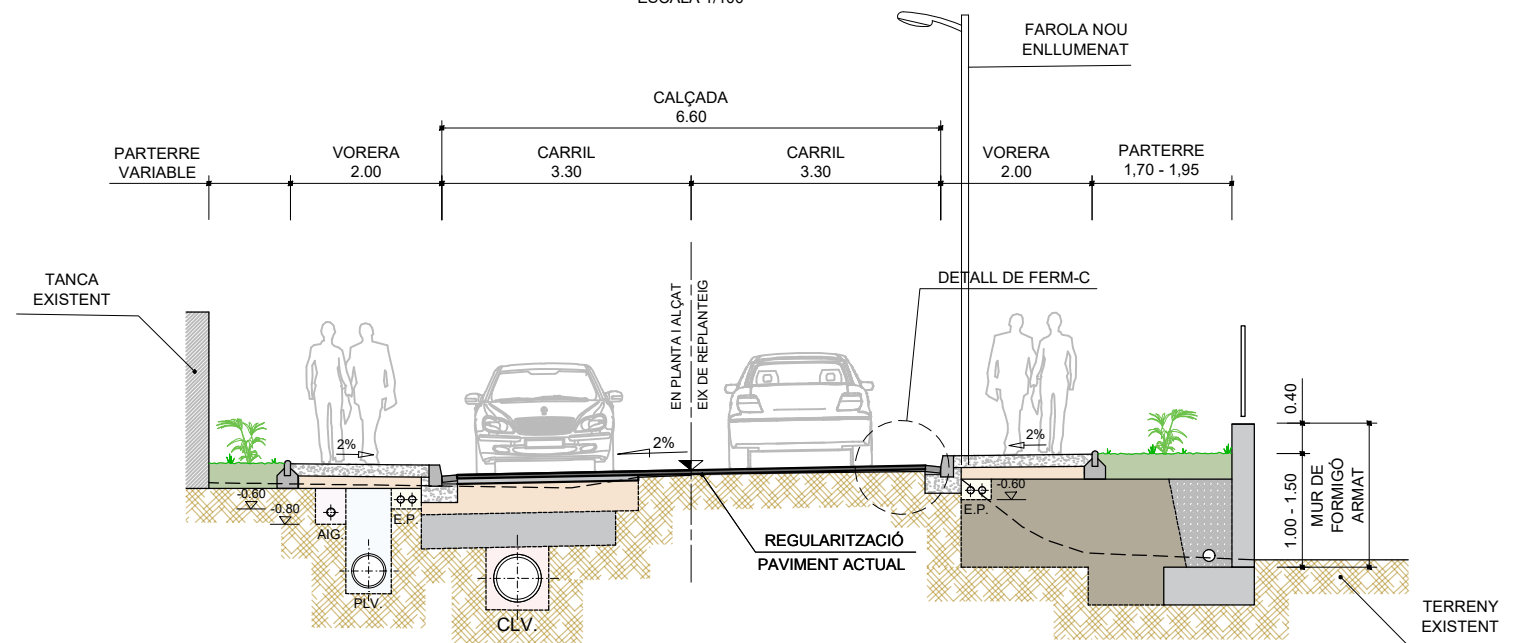 ESCALA 1/100
FAROLA NOU
ENLLUMENAT
CALÇADA
6.60
PARTERRE
VARIABLE
VORERA
2.00
CARRIL
3.30
CARRIL
3.30
VORERA
2.00
PARTERRE
1,70 - 1,95
TANCA
EXISTENT
EN PLANTA I ALÇAT
EIX DE REPLANTEIG
DETALL DE FERM-C
2%
2%
2%
0.40
1.00 - 1.50
MUR DE
FORMIGÓ
ARMAT
-0.60
-0.80
AIG.
E.P.
PLV.
CLV.
-0.60
E.P.
REGULARITZACIÓ
PAVIMENT ACTUAL
TERRENY
EXISTENT